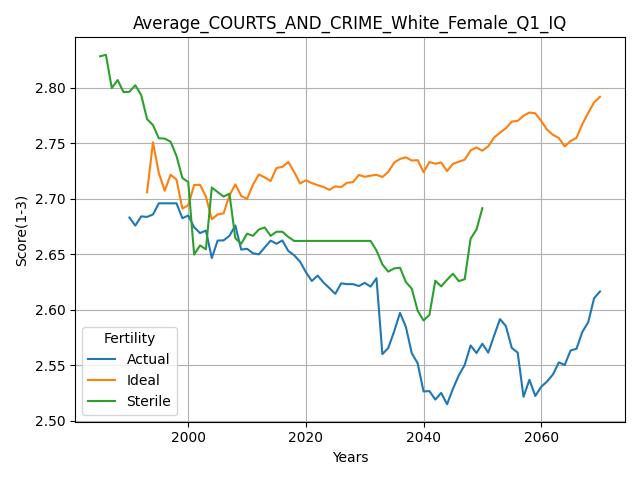 Average_COURTS_AND_CRIME_White_Female_Q1_IQ
Score(1-3)
2.80
2.75
2.70
2.65
2.60
2.55
2.50
Fertility
Actual
Ideal
Sterile
2000
2020
2040
2060
Years